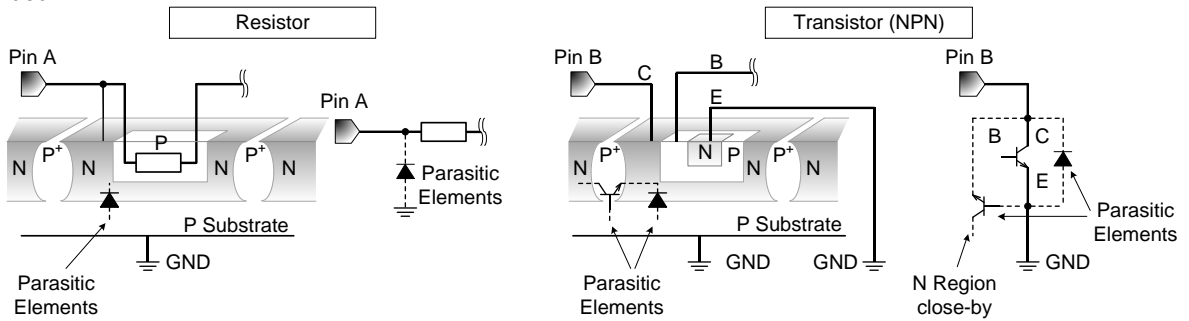 Resistor
Pin A
N
P+
N
P
N
P+
N
P Substrate
GND
Parasitic
Elements
Pin A
Parasitic
Elements
Transistor (NPN)
Pin B
C
B
E
N
P+
N
N
P
N
P+
N
P Substrate
GND
GND
Parasitic
Elements
Pin B
B
C
E
Parasitic
Elements
GND
N Region
close-by